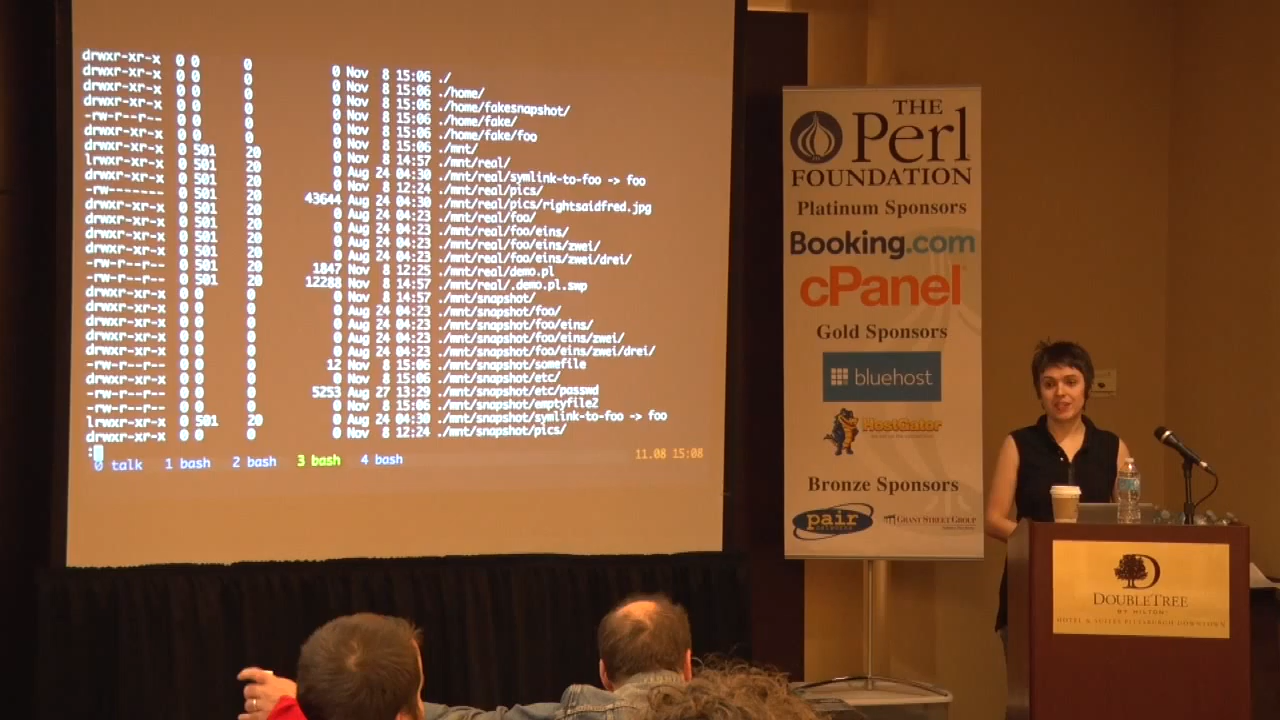 drwxr-xr-x 0 0 0 0 Nov 8 15:06 ./
drwxr-xr-x 0 0 0 0 Nov 8 15:06 ./home/
drwxr-xr-x 0 0 0 0 Nov 8 15:06 ./home/fakesnapshot/
drwxr-xr-x 0 0 0 0 Nov 8 15:06 ./home/fake/
-rw-r--r-- 0 0 0 0 Nov 8 15:06 ./home/fake/foo
drwxr-xr-x 0 0 0 0 Nov 8 15:06 ./mnt/
drwxr-xr-x 0 501 20 0 Nov 8 14:57 ./mnt/real/
lrwxr-xr-x 0 501 20 0 Aug 24 04:30 ./mnt/real/symlink-to-foo -> foo
drwxr-xr-x 0 501 20 0 Nov 8 12:24 ./mnt/real/pics/
-rw------- 0 501 20 43644 Aug 24 04:30 ./mnt/real/pics/rightsaidfred.jpg
drwxr-xr-x 0 501 20 0 Aug 24 04:23 ./mnt/real/foo/
drwxr-xr-x 0 501 20 0 Aug 24 04:23 ./mnt/real/foo/eins/
drwxr-xr-x 0 501 20 0 Aug 24 04:23 ./mnt/real/foo/eins/zwei/
drwxr-xr-x 0 501 20 0 Aug 24 04:23 ./mnt/real/foo/eins/zwei/drei/
-rw-r--r-- 0 501 20 1847 Nov 8 12:25 ./mnt/real/demo.pl
-rw-r--r-- 0 501 20 12288 Nov 8 14:57 ./mnt/real/.demo.pl.swp
drwxr-xr-x 0 0 0 0 Nov 8 14:57 ./mnt/snapshot/
drwxr-xr-x 0 0 0 0 Aug 24 04:23 ./mnt/snapshot/foo/
drwxr-xr-x 0 0 0 0 Aug 24 04:23 ./mnt/snapshot/foo/eins/
drwxr-xr-x 0 0 0 0 Aug 24 04:23 ./mnt/snapshot/foo/eins/zwei/
drwxr-xr-x 0 0 0 0 Aug 24 04:23 ./mnt/snapshot/foo/eins/zwei/drei/
-rw-r--r-- 0 0 0 12 Nov 8 15:06 ./mnt/snapshot/somefile
drwxr-xr-x 0 0 0 0 Nov 8 15:06 ./mnt/snapshot/etc/
-rw-r--r-- 0 0 0 5253 Aug 27 13:29 ./mnt/snapshot/etc/passwd
-rw-r--r-- 0 0 0 0 Nov 8 15:06 ./mnt/snapshot/emptyfile2
lrwxr-xr-x 0 501 20 0 Aug 24 04:30 ./mnt/snapshot/symlink-to-foo -> foo
drwxr-xr-x 0 0 0 0 Nov 8 12:24 ./mnt/snapshot/pics/
:
0 talk 1 bash 2 bash 3 bash 4 bash 11.08 15:08
THE
Perl
FOUNDATION
Platinum Sponsors
Booking.com
cPanel
Gold Sponsors
bluehost
HostGator
Bronze Sponsors
pair
networks
GRANT STREET GROUP
D
DOUBLETREE
BY HILTON
HOTEL & SUITES PITTSBURGH DOWNTOWN